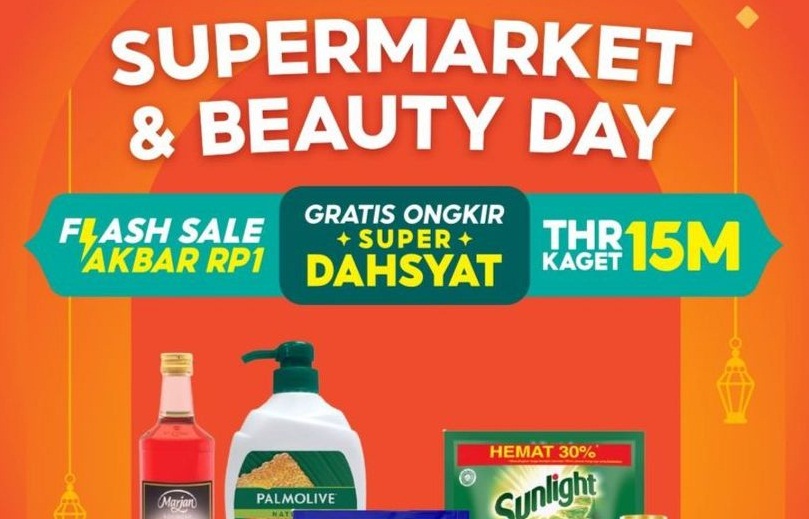 SUPERMARKET
& BEAUTY DAY
FLASH SALE
AKBAR RP1
GRATIS ONGKIR
SUPER
DAHSYAT
THR
KAGET
15M
HEMAT 30%*
Marjan
Sunlight
PALMOLIVE